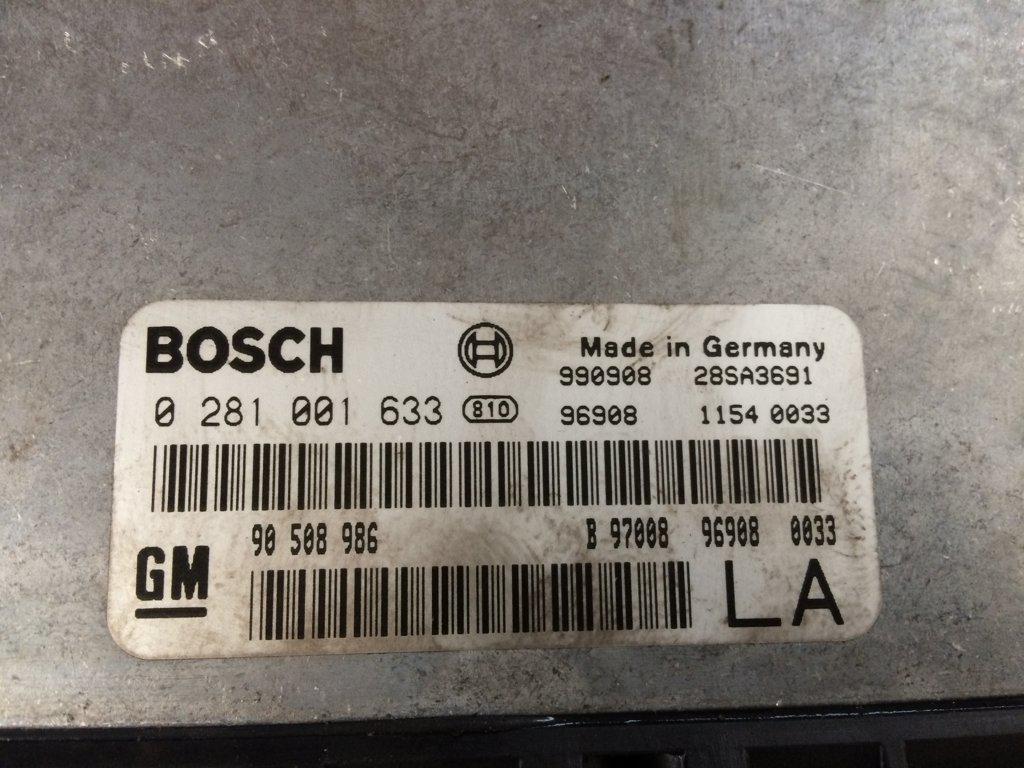 BOSCH
Made in Germany
990908 28SA3691
0 281 001 633 810
96908 1154 0033
90 508 986 B 97008 96908 0033
GM
LA